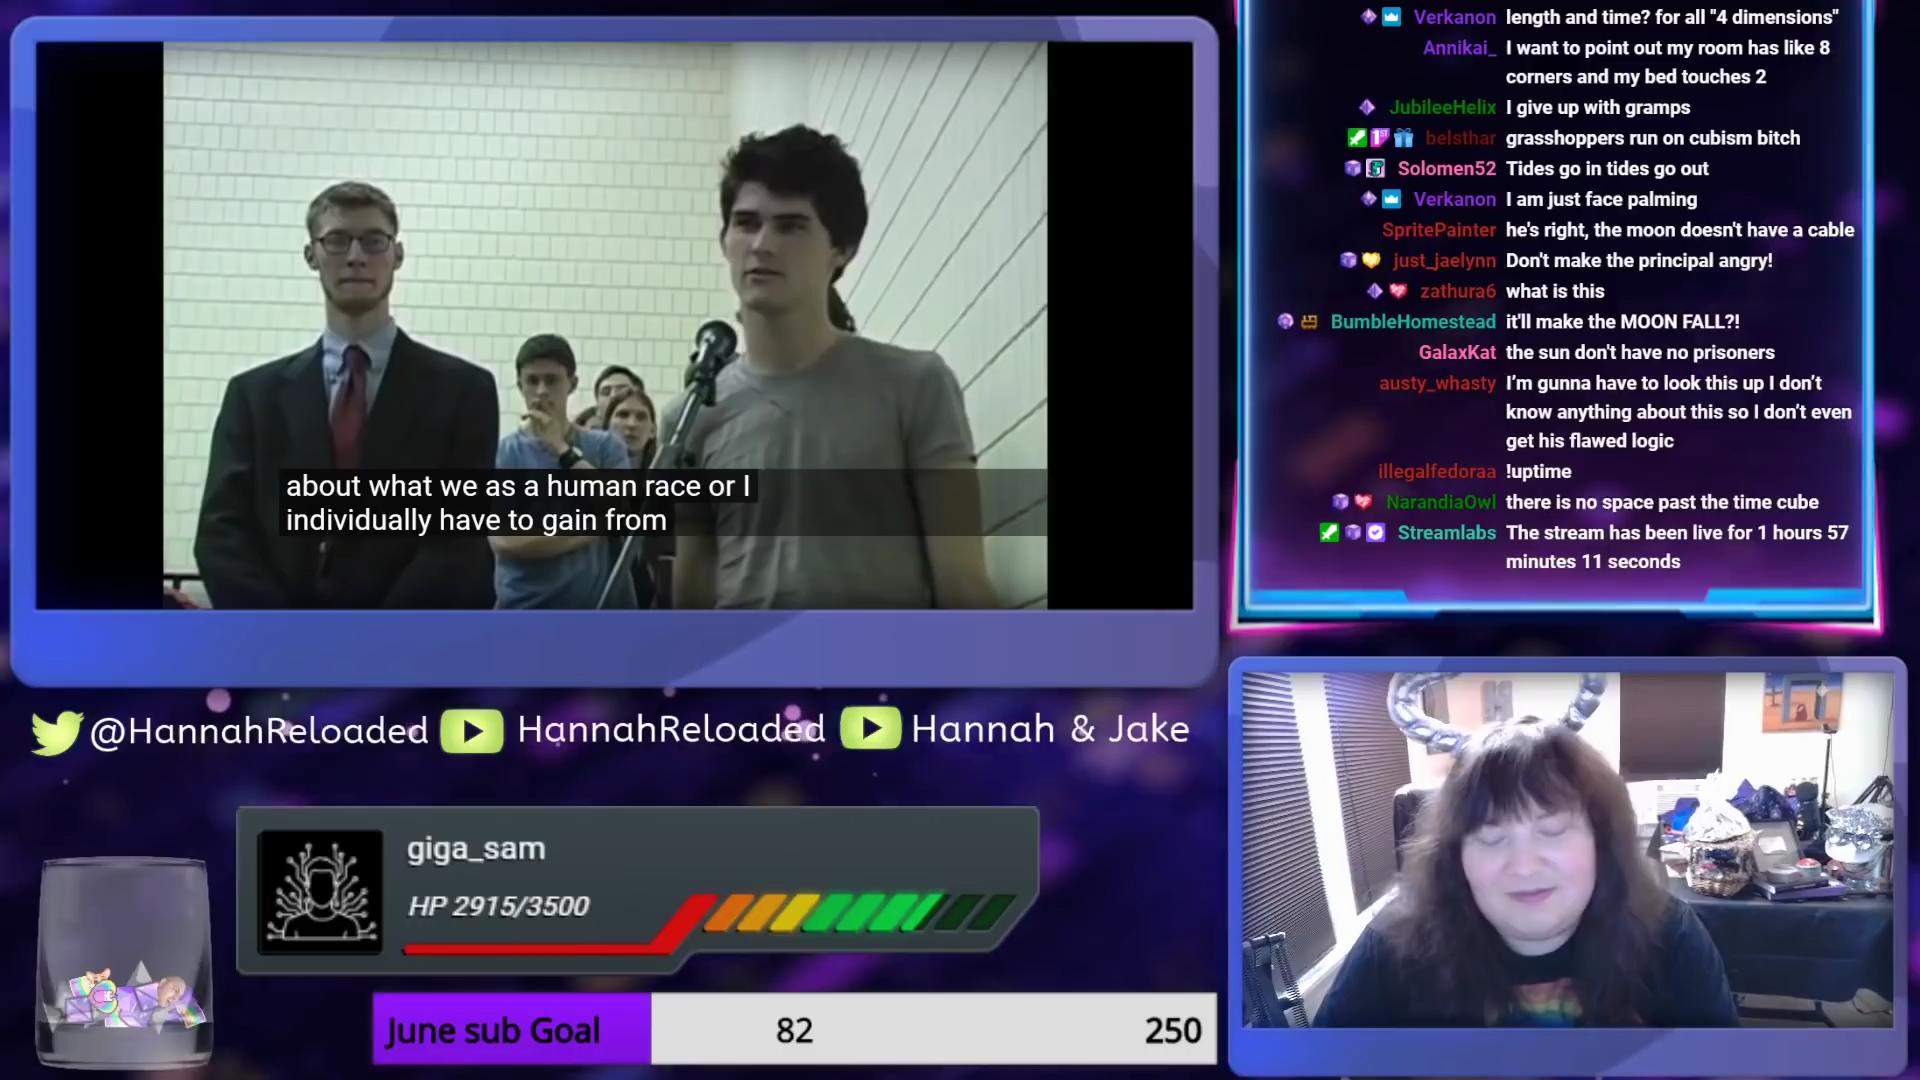 about what we as a human race or I
individually have to gain from
Verkanon length and time? for all "4 dimensions"
Annikai_ I want to point out my room has like 8
corners and my bed touches 2
JubileeHelix I give up with gramps
belsthar grasshoppers run on cubism bitch
Solomen52 Tides go in tides go out
Verkanon I am just face palming
SpritePainter he's right, the moon doesn't have a cable
just_jaelynn Don't make the principal angry!
zathura6 what is this
BumbleHomestead it'll make the MOON FALL?!
GalaxKat the sun don't have no prisoners
austy_whasty I'm gunna have to look this up I don't
know anything about this so I don't even
get his flawed logic
illegalfedoraa !uptime
NarandiaOwl there is no space past the time cube
Streamlabs The stream has been live for 1 hours 57
minutes 11 seconds
@HannahReloaded HannahReloaded Hannah & Jake
giga_sam
HP 2915/3500
June sub Goal 82 250